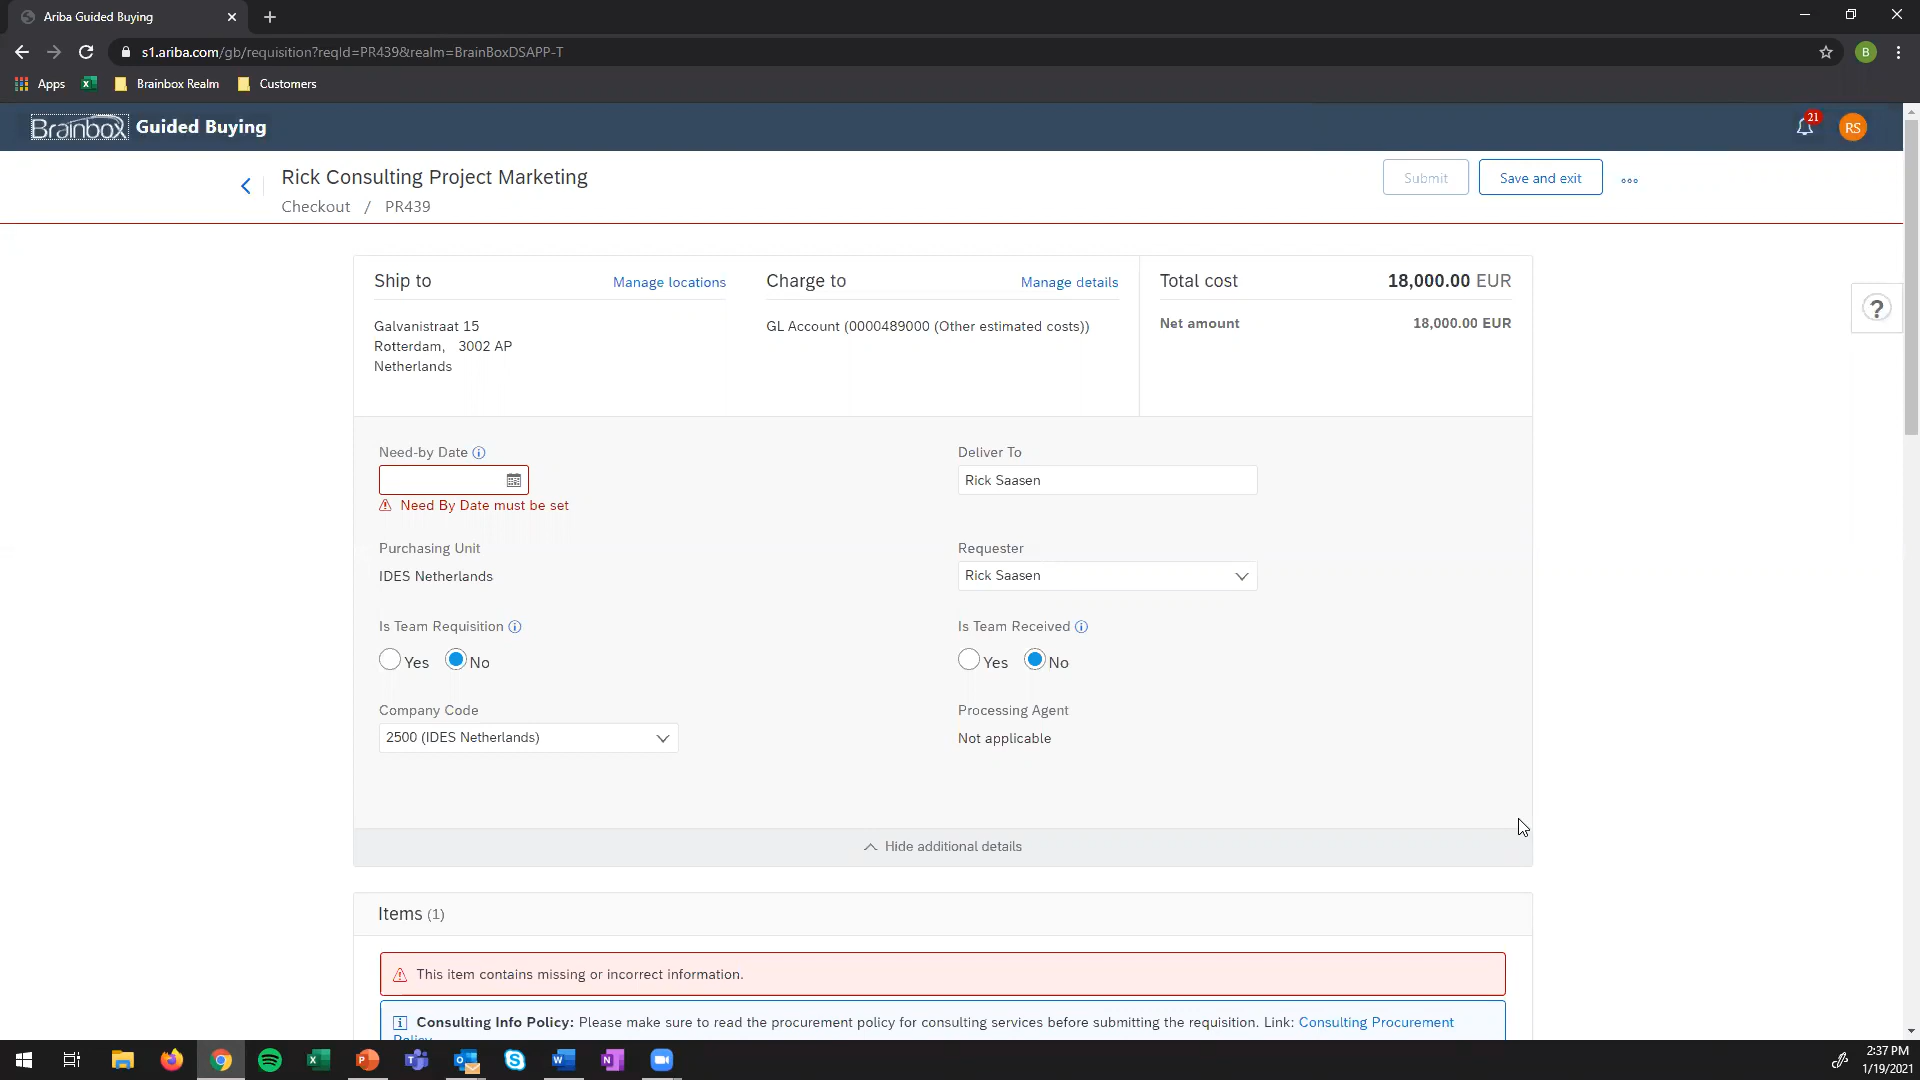 Ariba Guided Buying
s1.ariba.com/gb/requisition?reqId=PR439&realm=BrainBoxDSAPP-T
B
Apps
Brainbox Realm
Customers
Brainbox Guided Buying
21
RS
Rick Consulting Project Marketing
Submit
Save and exit
Checkout / PR439
Ship to
Manage locations
Charge to
Manage details
Total cost
18,000.00 EUR
Galvanistraat 15
Rotterdam, 3002 AP
Netherlands
GL Account (0000489000 (Other estimated costs))
Net amount
18,000.00 EUR
?
Need-by Date
Need By Date must be set
Deliver To
Rick Saasen
Purchasing Unit
IDES Netherlands
Requester
Rick Saasen
Is Team Requisition
Yes No
Is Team Received
Yes No
Company Code
2500 (IDES Netherlands)
Processing Agent
Not applicable
Hide additional details
Items (1)
This item contains missing or incorrect information.
Consulting Info Policy: Please make sure to read the procurement policy for consulting services before submitting the requisition. Link: Consulting Procurement
Policy
2:37 PM
1/19/2021